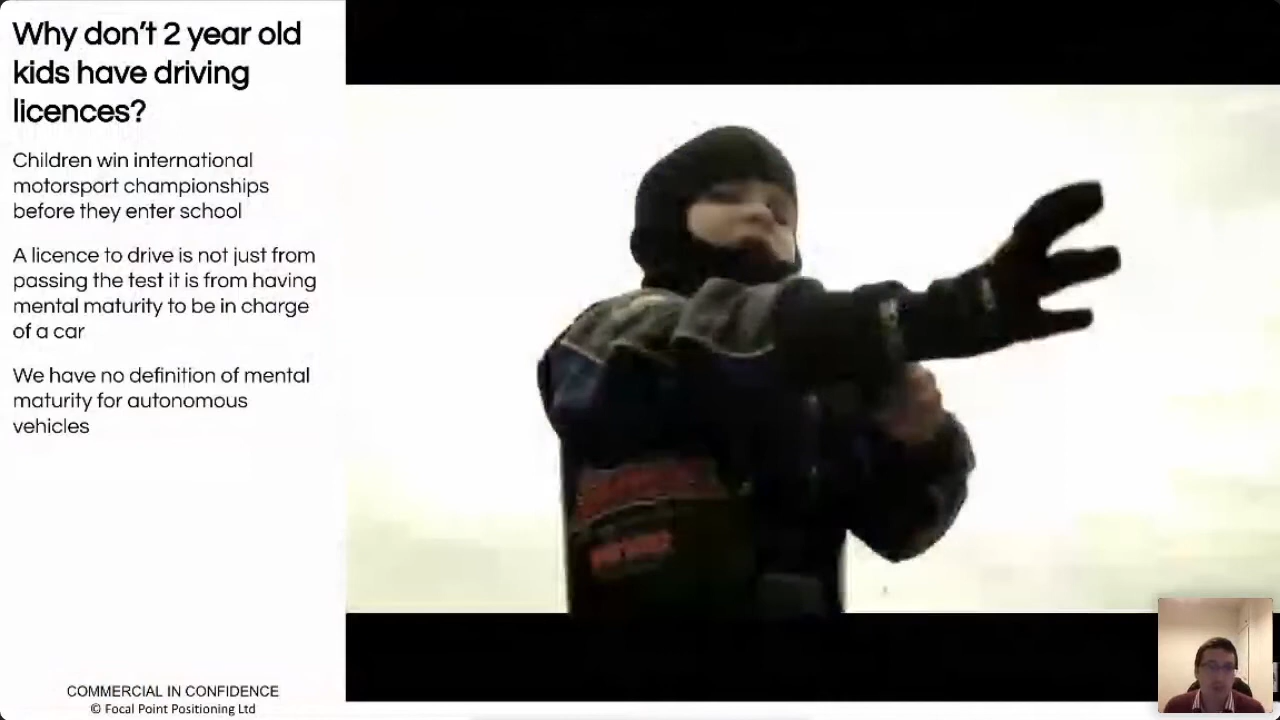 Why don't 2 year old
kids have driving
licences?
Children win international
motorsport championships
before they enter school
A licence to drive is not just from
passing the test it is from having
mental maturity to be in charge
of a car
We have no definition of mental
maturity for autonomous
vehicles
COMMERCIAL IN CONFIDENCE
© Focal Point Positioning Ltd